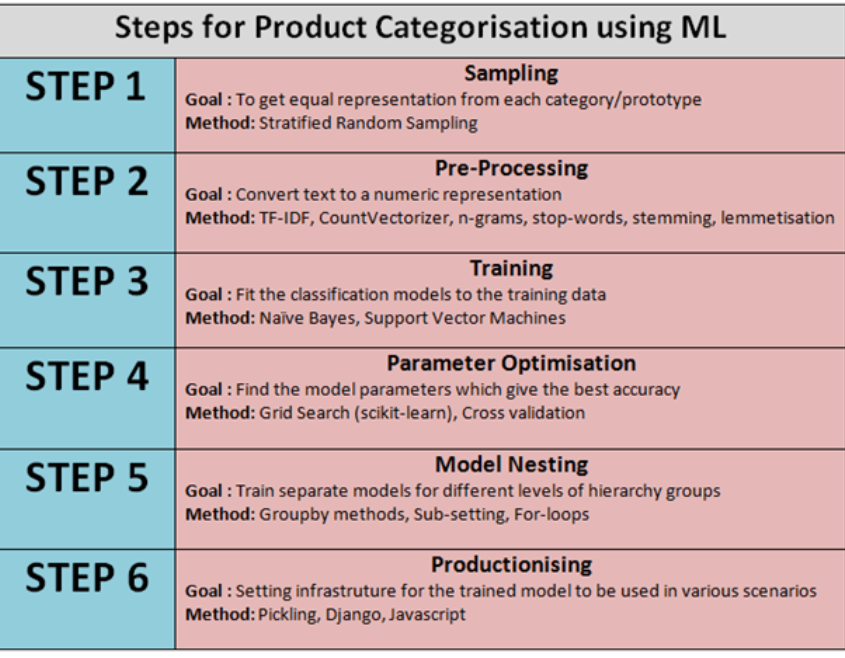 Steps for Product Categorisation using ML
STEP 1
Sampling
Goal : To get equal representation from each category/prototype
Method: Stratified Random Sampling
STEP 2
Pre-Processing
Goal : Convert text to a numeric representation
Method: TF-IDF, CountVectorizer, n-grams, stop-words, stemming, lemmetisation
STEP 3
Training
Goal : Fit the classification models to the training data
Method: Naïve Bayes, Support Vector Machines
STEP 4
Parameter Optimisation
Goal : Find the model parameters which give the best accuracy
Method: Grid Search (scikit-learn), Cross validation
STEP 5
Model Nesting
Goal : Train separate models for different levels of hierarchy groups
Method: Groupby methods, Sub-setting, For-loops
STEP 6
Productionising
Goal : Setting infrastruture for the trained model to be used in various scenarios
Method: Pickling, Django, Javascript